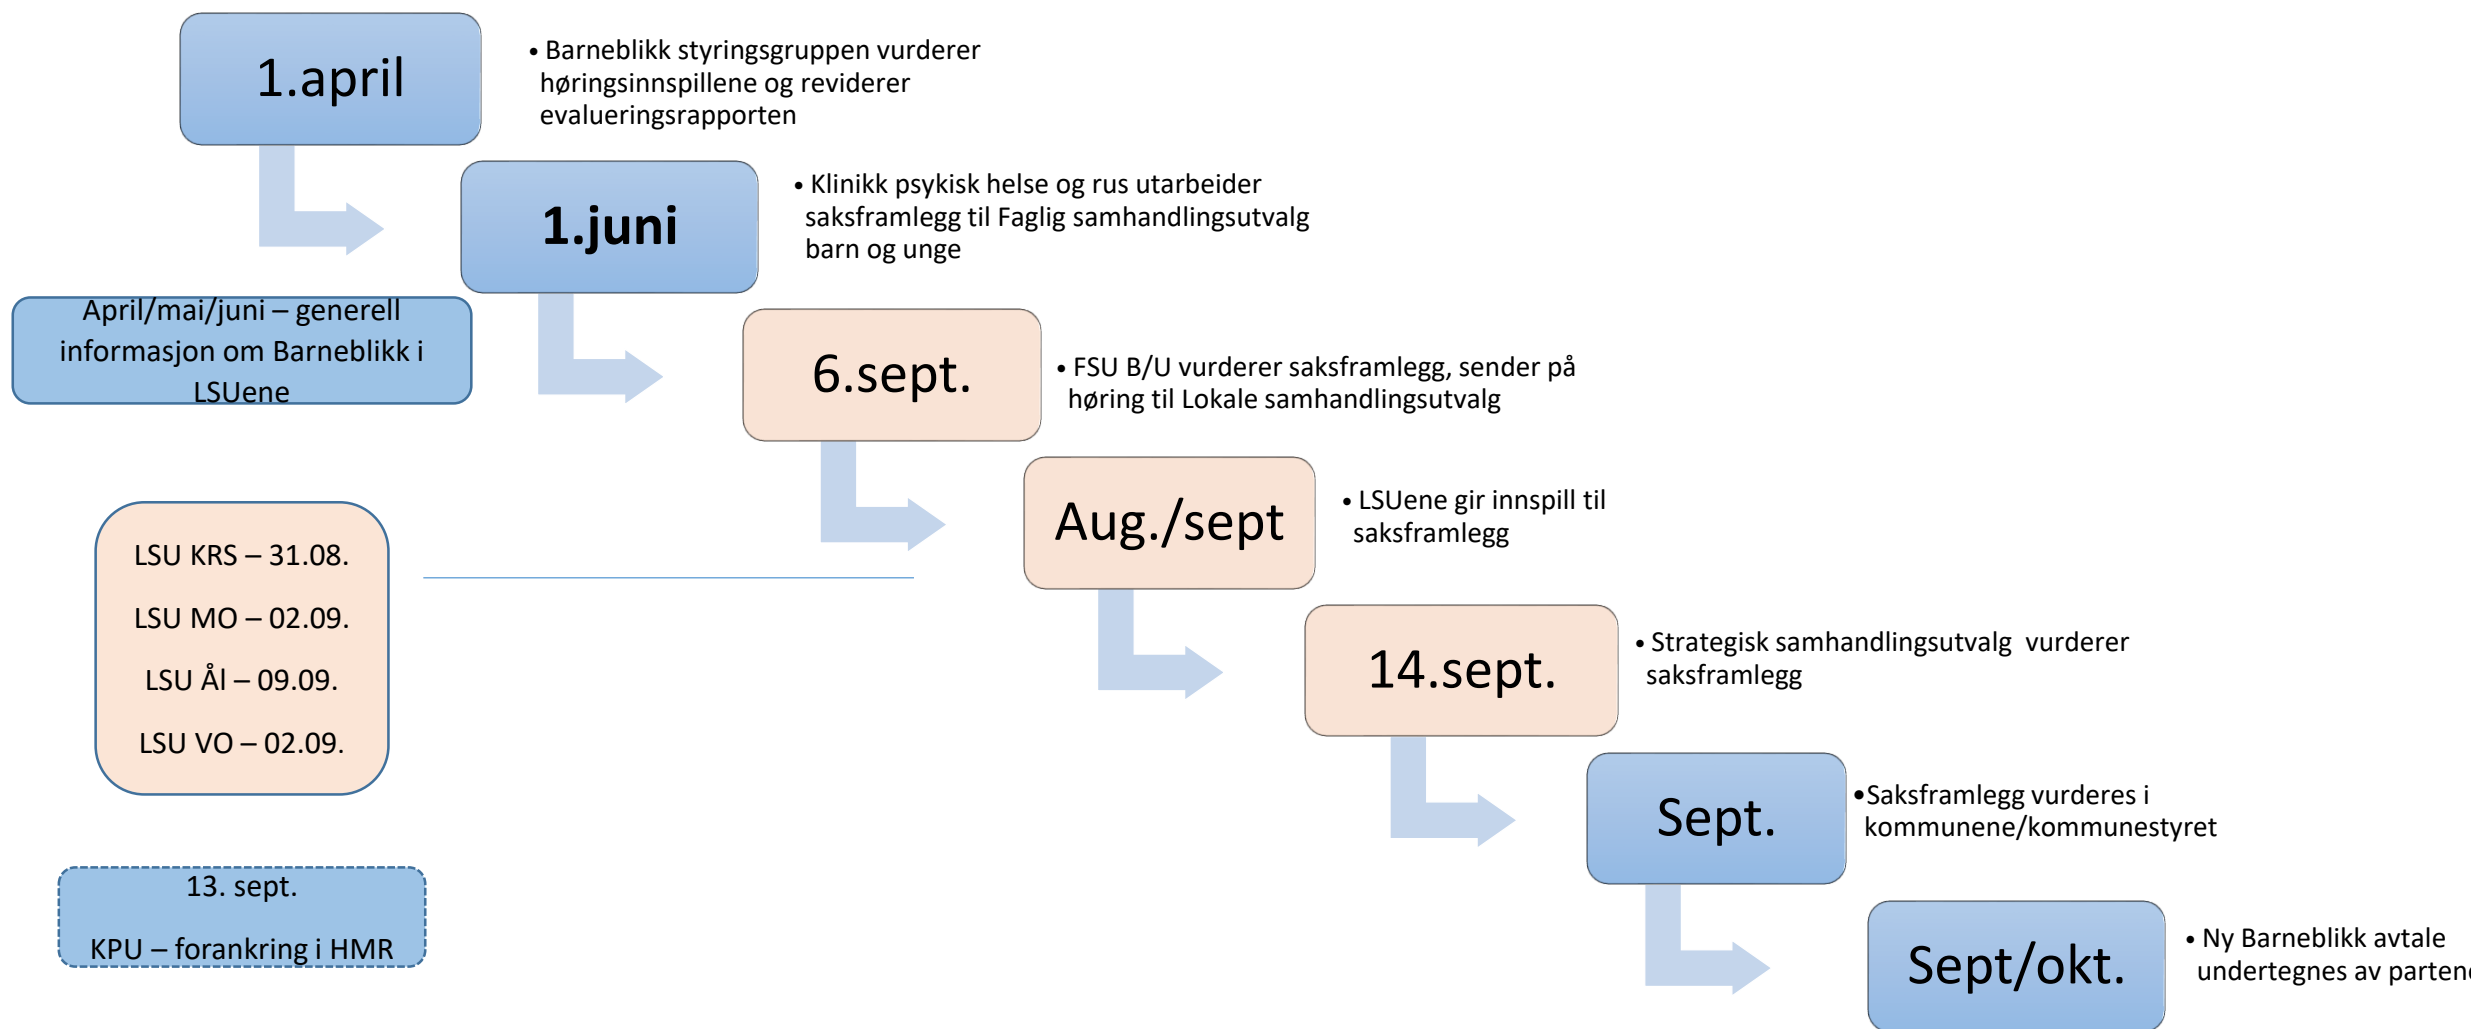 1.april
• Barneblikk styringsgruppen vurderer
høringsinnspillene og reviderer
evalueringsrapporten
1.juni
• Klinikk psykisk helse og rus utarbeider
saksframlegg til Faglig samhandlingsutvalg
barn og unge
April/mai/juni – generell
informasjon om Barneblikk i
LSUene
6.sept.
• FSU B/U vurderer saksframlegg, sender på
høring til Lokale samhandlingsutvalg
Aug./sept
• LSUene gir innspill til
saksframlegg
LSU KRS – 31.08.
LSU MO – 02.09.
LSU Ål – 09.09.
LSU VO – 02.09.
14.sept.
• Strategisk samhandlingsutvalg  vurderer
saksframlegg
Sept.
•Saksframlegg vurderes i
kommunene/kommunestyret
13. sept.
KPU – forankring i HMR
Sept/okt.
• Ny Barneblikk avtale
undertegnes av